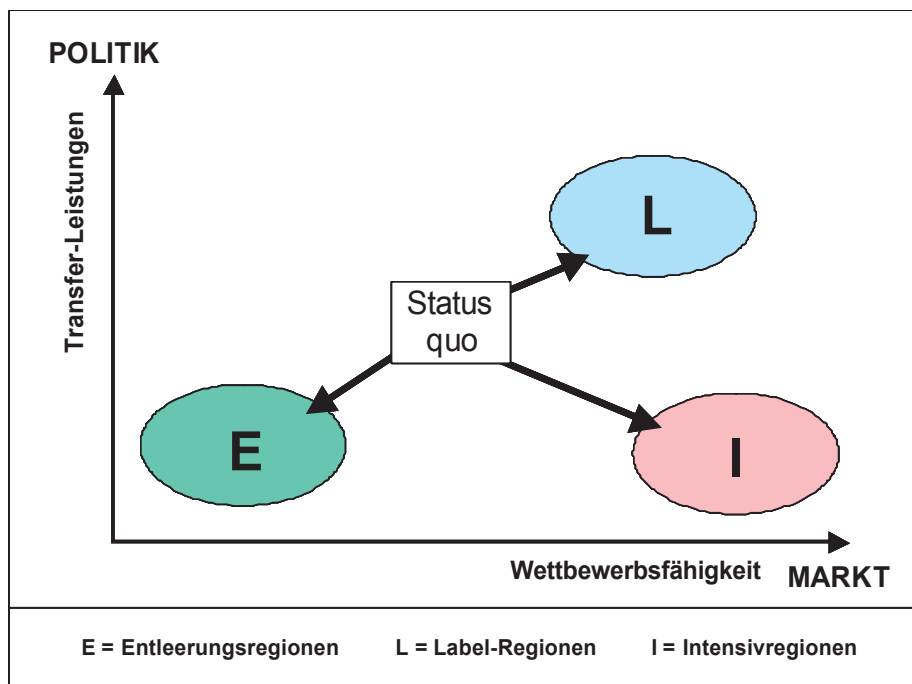 POLITIK
Transfer-Leistungen
L
Status
quo
E
I
Wettbewerbsfähigkeit
MARKT
E = Entleerungsregionen L = Label-Regionen I = Intensivregionen